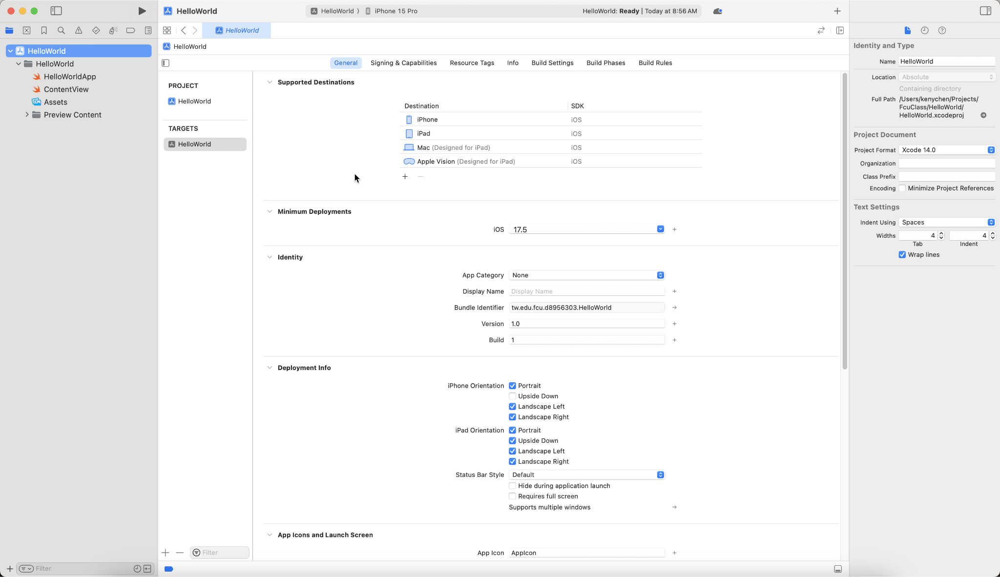 HelloWorld
HelloWorld 〉 iPhone 15 Pro
HelloWorld: Ready | Today at 8:56 AM
HelloWorld
HelloWorld
HelloWorld
HelloWorldApp
ContentView
Assets
Preview Content
Filter
HelloWorld
HelloWorld
General
Signing & Capabilities
Resource Tags
Info
Build Settings
Build Phases
Build Rules
PROJECT
HelloWorld
TARGETS
HelloWorld
Filter
Supported Destinations
Destination SDK
iPhone iOS
iPad iOS
Mac (Designed for iPad) iOS
Apple Vision (Designed for iPad) iOS
Minimum Deployments
iOS 17.5
Identity
App Category None
Display Name Display Name
Bundle Identifier tw.edu.fcu.d8956303.HelloWorld
Version 1.0
Build 1
Deployment Info
iPhone Orientation Portrait
Upside Down
Landscape Left
Landscape Right
iPad Orientation Portrait
Upside Down
Landscape Left
Landscape Right
Status Bar Style Default
Hide during application launch
Requires full screen
Supports multiple windows
App Icons and Launch Screen
App Icon AppIcon
Identity and Type
Name HelloWorld
Location Absolute
Containing directory
Full Path /Users/kenychen/Projects/
FcuClass/HelloWorld/
HelloWorld.xcodeproj
Project Document
Project Format Xcode 14.0
Organization
Class Prefix
Encoding Minimize Project References
Text Settings
Indent Using Spaces
Widths 4 4
Tab Indent
Wrap lines